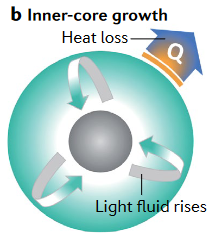 b Inner-core growth
Heat loss
Q
Light fluid rises